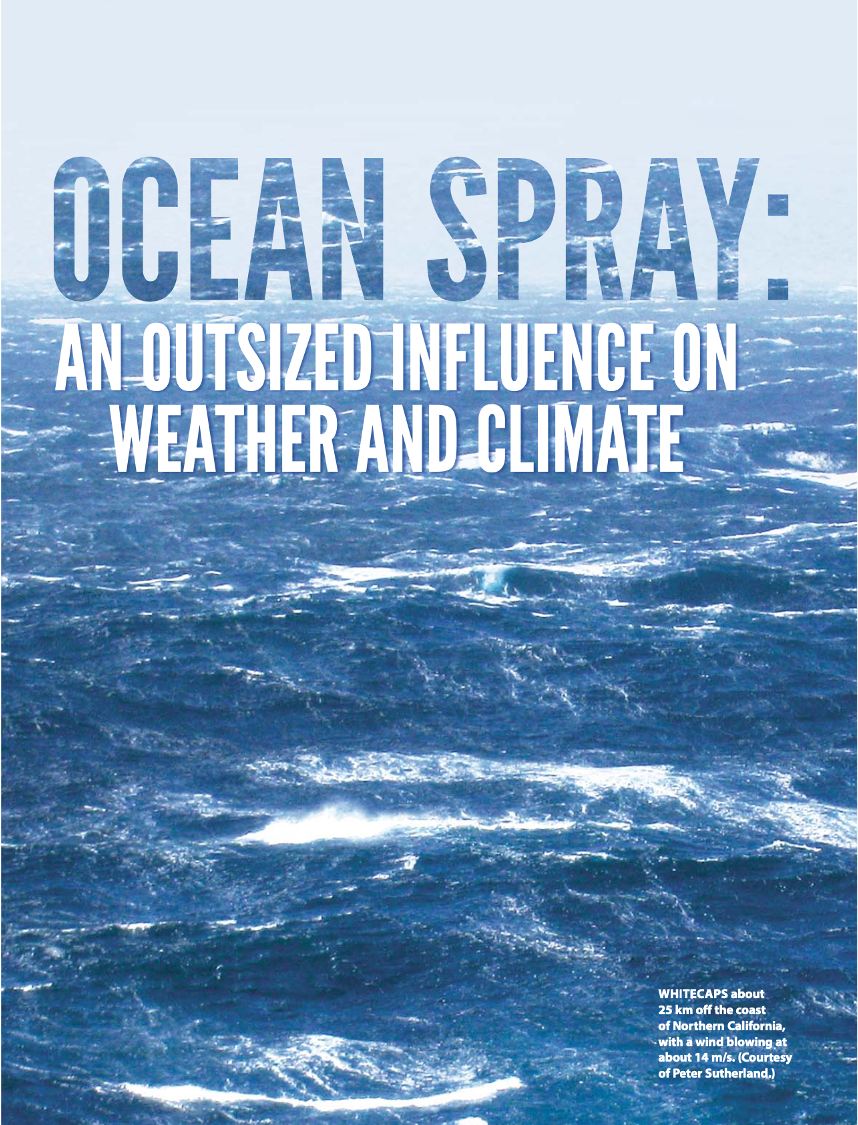 OCEAN SPRAY:
AN OUTSIZED INFLUENCE ON
WEATHER AND CLIMATE
WHITECAPS about
25 km off the coast
of Northern California,
with a wind blowing at
about 14 m/s. (Courtesy
of Peter Sutherland.)